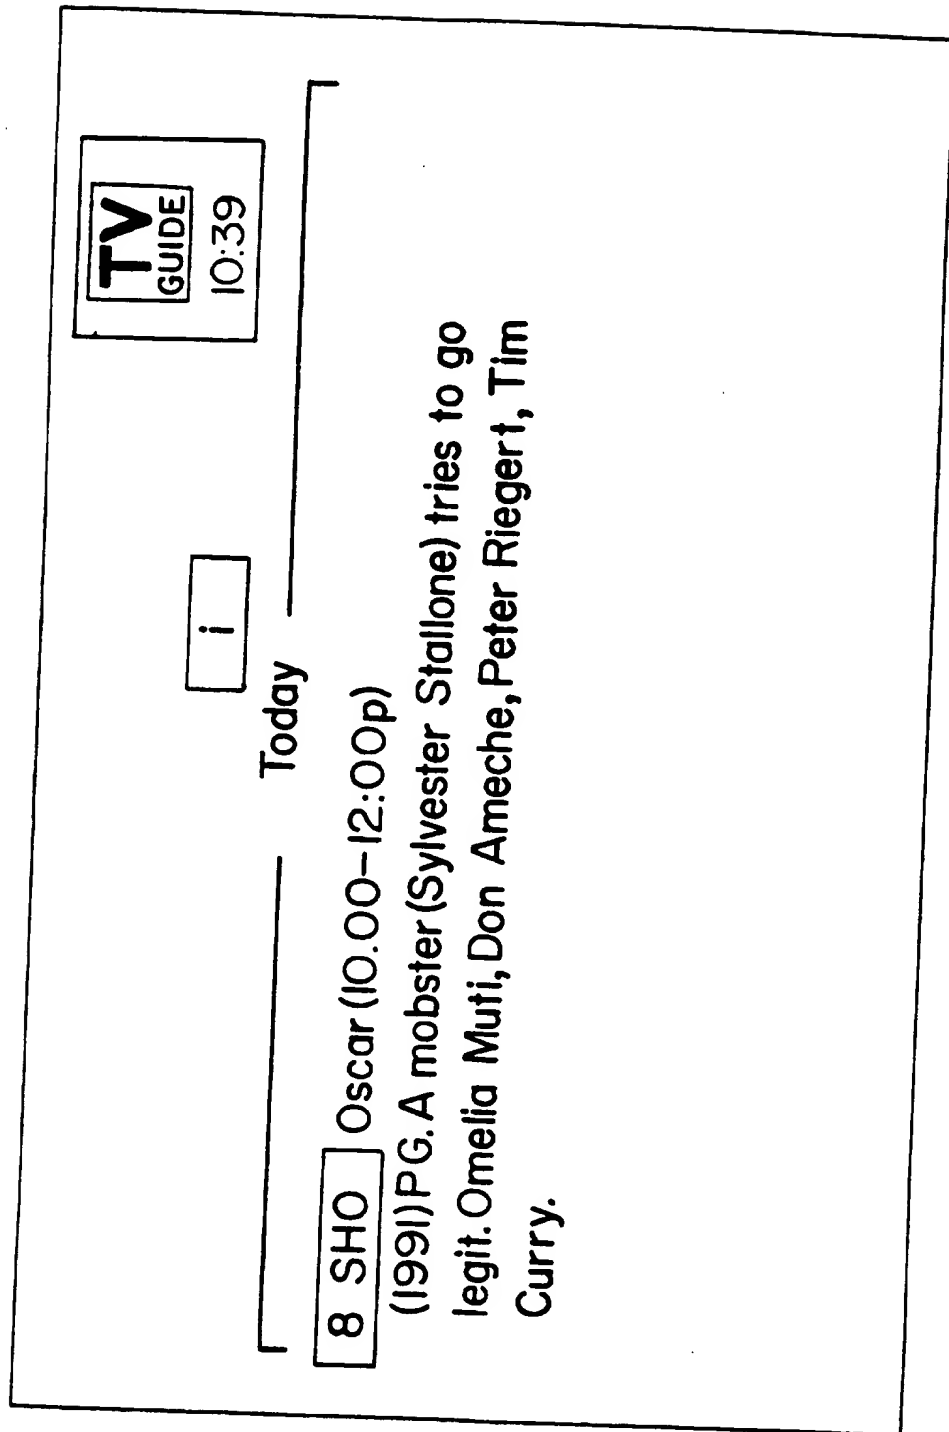 TV
GUIDE
10:39
i
Today
8 SHO Oscar (10.00-12:00p)
(1991) PG. A mobster (Sylvester Stallone) tries to go
legit. Omelia Muti, Don Ameche, Peter Riegert, Tim
Curry.